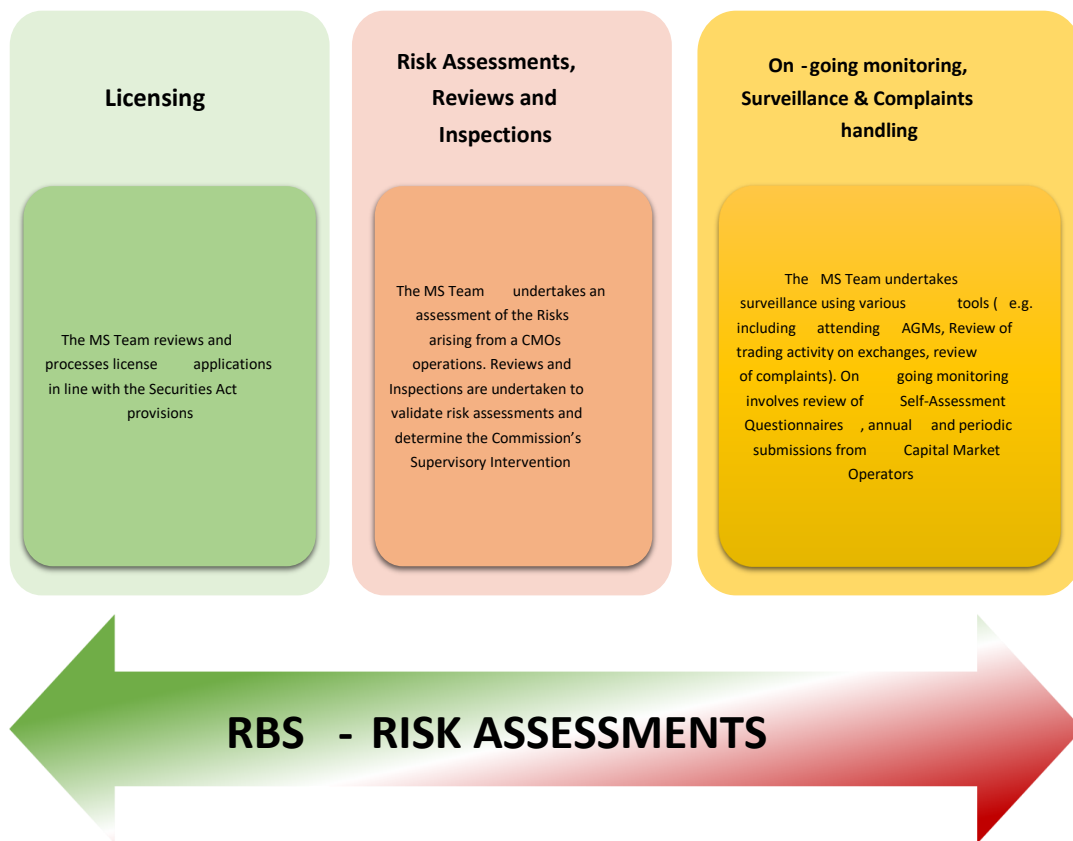 Licensing
The MS Team reviews and
processes license applications
in line with the Securities Act
provisions
Risk Assessments,
Reviews and
Inspections
The MS Team undertakes an
assessment of the Risks
arising from a CMOs
operations. Reviews and
Inspections are undertaken to
validate risk assessments and
determine the Commission’s
Supervisory Intervention
On -going monitoring,
Surveillance & Complaints
handling
The MS Team undertakes
surveillance using various tools ( e.g.
including attending AGMs, Review of
trading activity on exchanges, review
of complaints). On going monitoring
involves review of Self-Assessment
Questionnaires , annual and periodic
submissions from Capital Market
Operators
RBS - RISK ASSESSMENTS